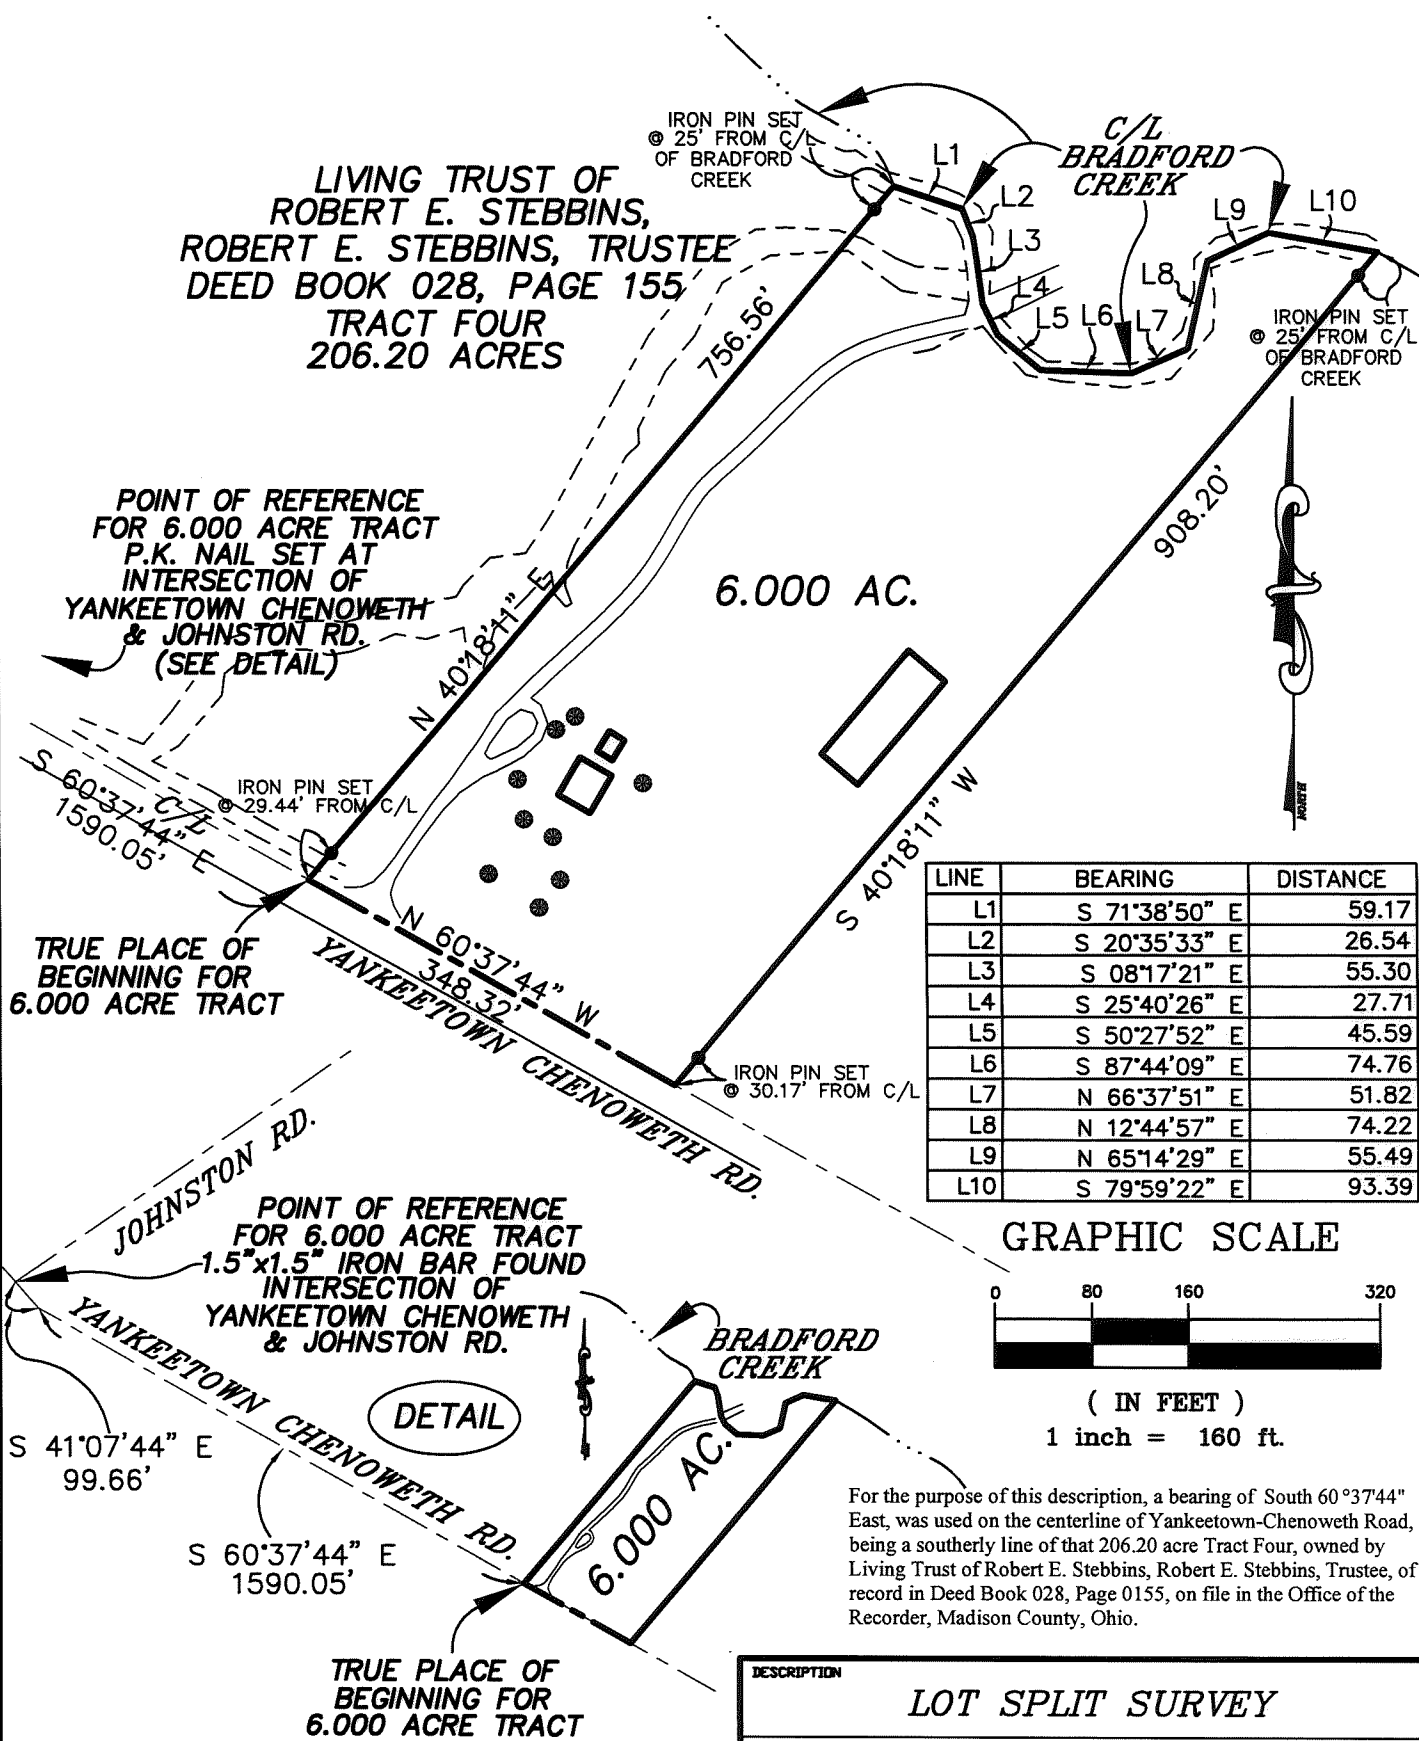 IRON PIN SET
@ 25' FROM C/L
OF BRADFORD
CREEK
C/L
BRADFORD
CREEK
LIVING TRUST OF
ROBERT E. STEBBINS,
ROBERT E. STEBBINS, TRUSTEE
DEED BOOK 028, PAGE 155
TRACT FOUR
206.20 ACRES
L1
L2
L3
L4
L5
L6
L7
L8
L9
L10
IRON PIN SET
@ 25' FROM C/L
OF BRADFORD
CREEK
756.56'
908.20'
POINT OF REFERENCE
FOR 6.000 ACRE TRACT
P.K. NAIL SET AT
INTERSECTION OF
YANKEETOWN CHENOWETH
& JOHNSTON RD.
(SEE DETAIL)
6.000 AC.
N 40°18'11" E
S 40°18'11" W
NORTH
S 60°37'44" E
1590.05'
C/L
IRON PIN SET
@ 29.44' FROM C/L
TRUE PLACE OF
BEGINNING FOR
6.000 ACRE TRACT
N 60°37'44" W
348.32'
YANKEETOWN CHENOWETH RD.
IRON PIN SET
@ 30.17' FROM C/L
LINE BEARING DISTANCE
L1 S 71°38'50" E 59.17
L2 S 20°35'33" E 26.54
L3 S 08°17'21" E 55.30
L4 S 25°40'26" E 27.71
L5 S 50°27'52" E 45.59
L6 S 87°44'09" E 74.76
L7 N 66°37'51" E 51.82
L8 N 12°44'57" E 74.22
L9 N 65°14'29" E 55.49
L10 S 79°59'22" E 93.39
GRAPHIC SCALE
0 80 160 320
( IN FEET )
1 inch = 160 ft.
JOHNSTON RD.
POINT OF REFERENCE
FOR 6.000 ACRE TRACT
1.5"x1.5" IRON BAR FOUND
INTERSECTION OF
YANKEETOWN CHENOWETH
& JOHNSTON RD.
BRADFORD
CREEK
YANKEETOWN CHENOWETH RD.
DETAIL
S 41°07'44" E
99.66'
S 60°37'44" E
1590.05'
6.000 AC.
TRUE PLACE OF
BEGINNING FOR
6.000 ACRE TRACT
For the purpose of this description, a bearing of South 60°37'44"
East, was used on the centerline of Yankeetown-Chenoweth Road,
being a southerly line of that 206.20 acre Tract Four, owned by
Living Trust of Robert E. Stebbins, Robert E. Stebbins, Trustee, of
record in Deed Book 028, Page 0155, on file in the Office of the
Recorder, Madison County, Ohio.
DESCRIPTION
LOT SPLIT SURVEY